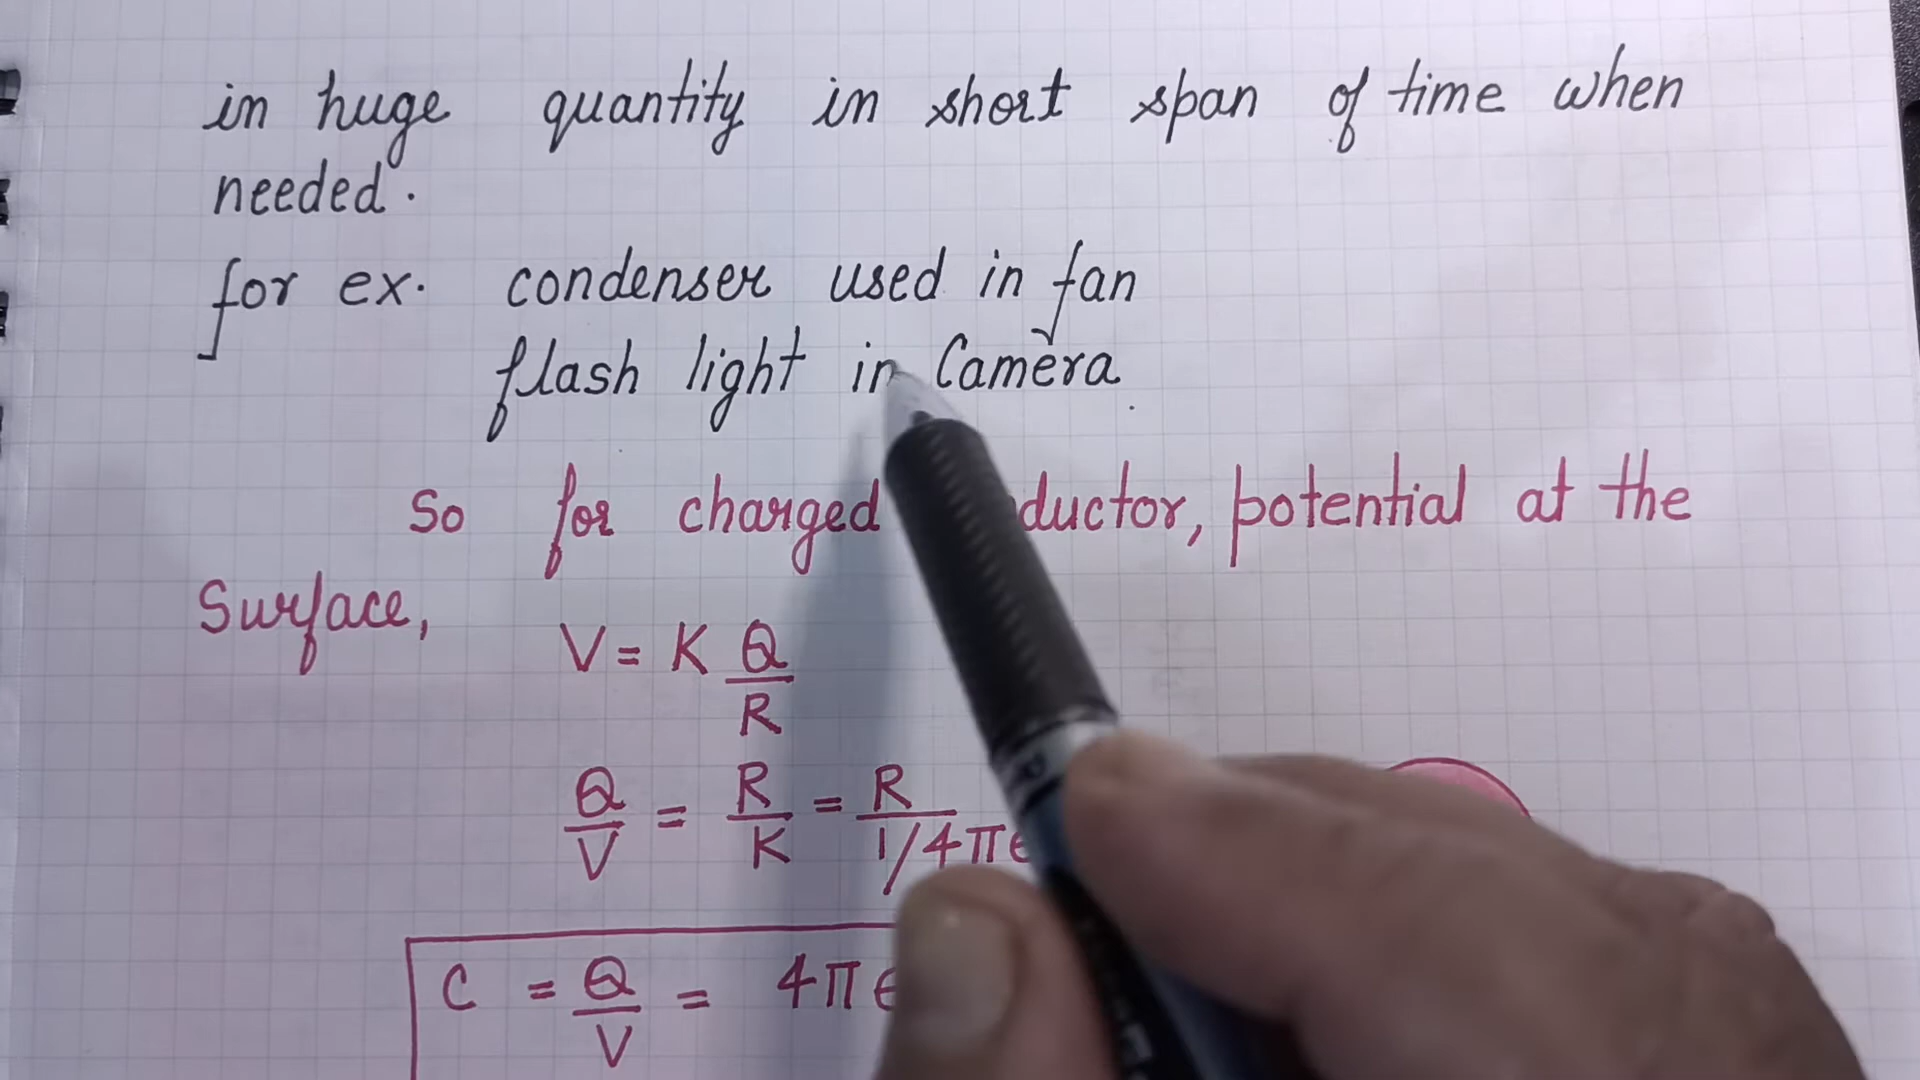 in huge quantity in short span of time when
needed.
for ex. condenser used in fan
flash light in Camera
So for charged ductor, potential at the
Surface,
V = K Q/R
Q/V = R/K = R/1/4π
C = Q/V = 4π